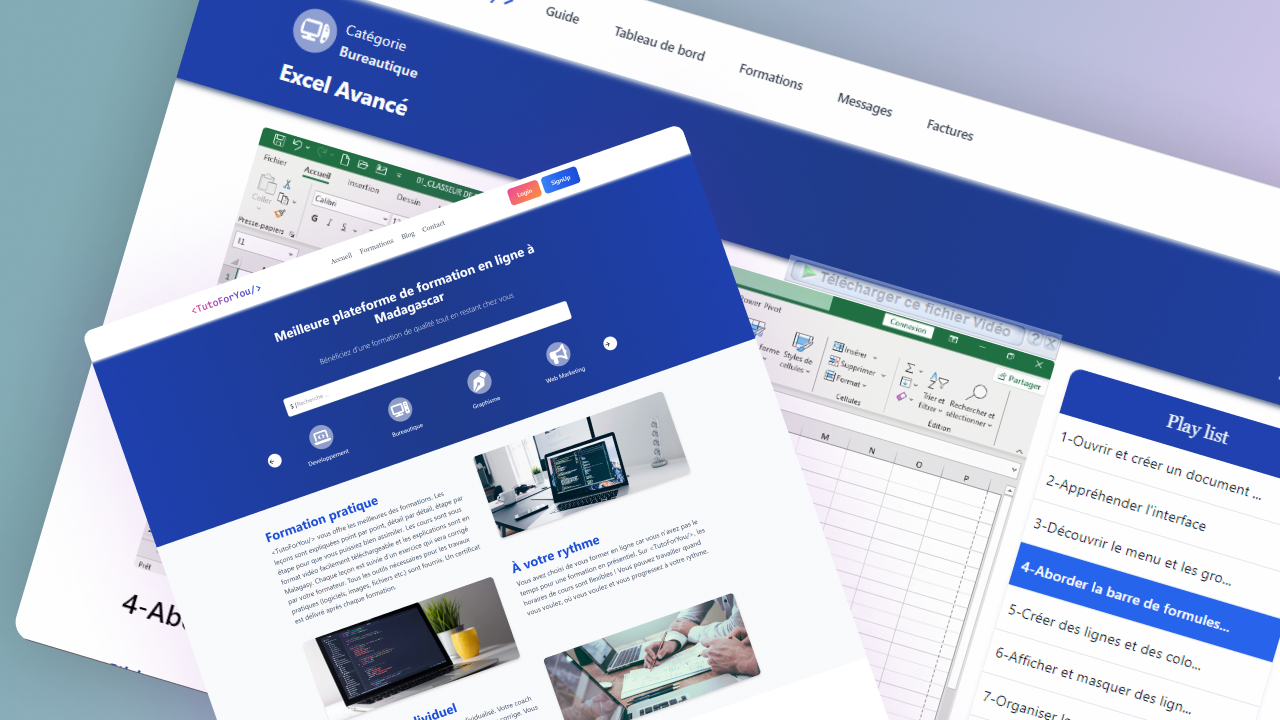 Guide
Tableau de bord
Formations
Messages
Factures
Catégorie
Bureautique
Excel Avancé
01_CLASSEUR DE
Fichier
Accueil
Insertion
Dessin
Coller
Calibri
G I S
Presse-papiers
I1
1
Prêt
4-Abo
Login
SignUp
<TutoForYou/>
Accueil
Formations
Blog
Contact
Meilleure plateforme de formation en ligne à
Madagascar
Bénéficiez d'une formation de qualité tout en restant chez vous
$ |Recherche ...
Developpement
Bureautique
Graphisme
Web Marketing
Formation pratique
<TutoForYou/> vous offre les meilleures des formations. Les
leçons sont expliquées point par point, détail par détail, étape par
étape pour que vous puissiez bien assimiler. Les cours sont sous
format vidéo facilement téléchargeable et les explications sont en
Malagasy. Chaque leçon est suivie d'un exercice qui sera corrigé
par votre formateur. Tous les outils nécessaires pour les travaux
pratiques (logiciels, images, fichiers etc) sont fournis. Un certificat
est délivré après chaque formation.
À votre rythme
Vous avez choisi de vous former en ligne car vous n'avez pas le
temps pour une formation en présentiel. Sur <TutoForYou/>, les
horaires de cours sont flexibles ! Vous pouvez travailler quand
vous voulez, où vous voulez et progressez à votre rythme.
dividuel
dividualisé. Votre coach
corrige. Vous
Télécharger ce fichier Vidéo
? X
Power Pivot
Connexion
Partager
forme
Styles de
cellules
Insérer
Supprimer
Format
Cellules
Trier et
filtrer
Rechercher et
sélectionner
Édition
M
N
O
P
Play list
1-Ouvrir et créer un document ...
2-Appréhender l'interface
3-Découvrir le menu et les gro...
4-Aborder la barre de formules...
5-Créer des lignes et des colo...
6-Afficher et masquer des lign...
7-Organiser l